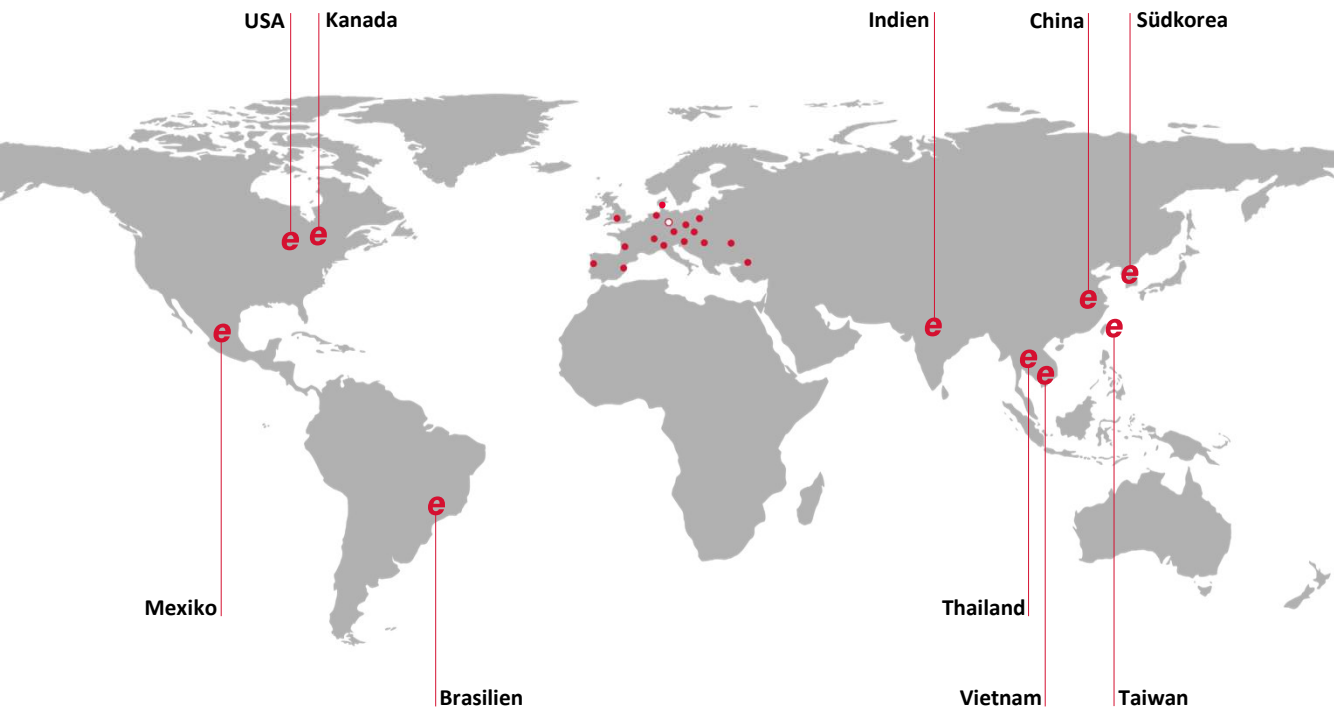 USA
Kanada
Indien
China
Südkorea
e
e
e
e
e
e
e
e
e
e
Mexiko
Thailand
Brasilien
Vietnam
Taiwan